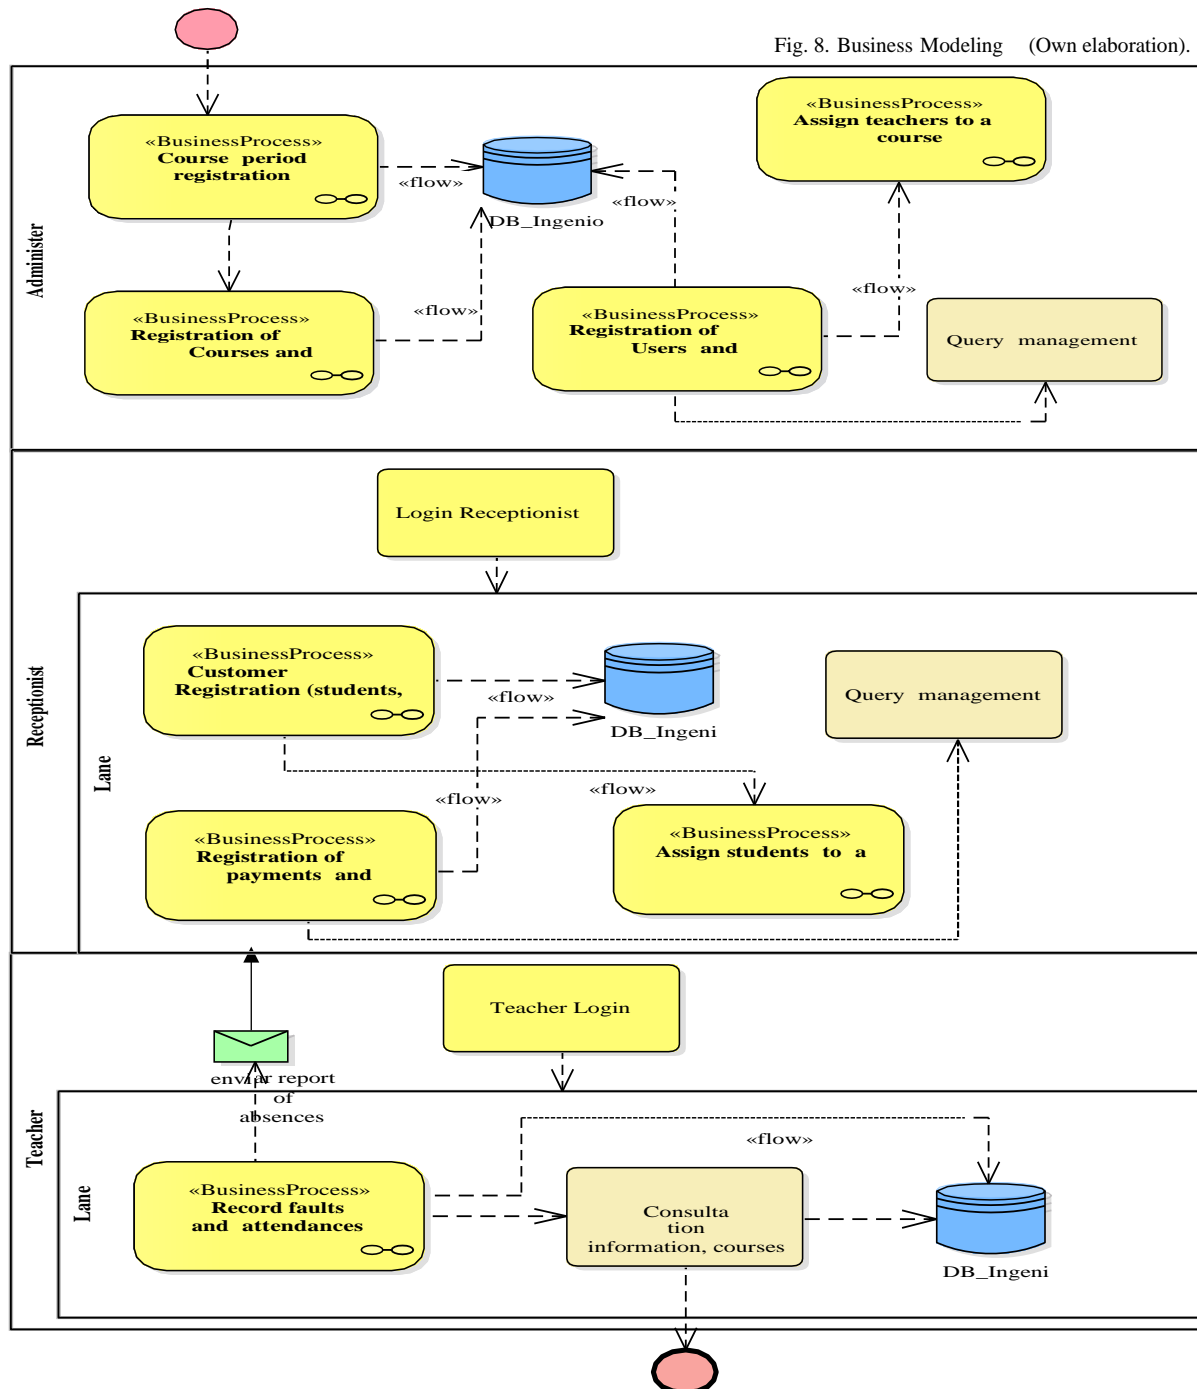 Fig. 8. Business Modeling (Own elaboration).
Administer
«BusinessProcess»
Course period
registration
«flow»
DB_Ingenio
«flow»
«BusinessProcess»
Assign teachers to a
course
«BusinessProcess»
Registration of
Courses and
«flow»
«BusinessProcess»
Registration of
Users and
«flow»
Query management
Receptionist
Login Receptionist
Lane
«BusinessProcess»
Customer
Registration (students,
«flow»
DB_Ingeni
Query management
«flow»
«flow»
«BusinessProcess»
Registration of
payments and
«BusinessProcess»
Assign students to a
Teacher
Teacher Login
enviar report
of
absences
Lane
«flow»
«BusinessProcess»
Record faults
and attendances
Consulta
tion
information, courses
DB_Ingeni